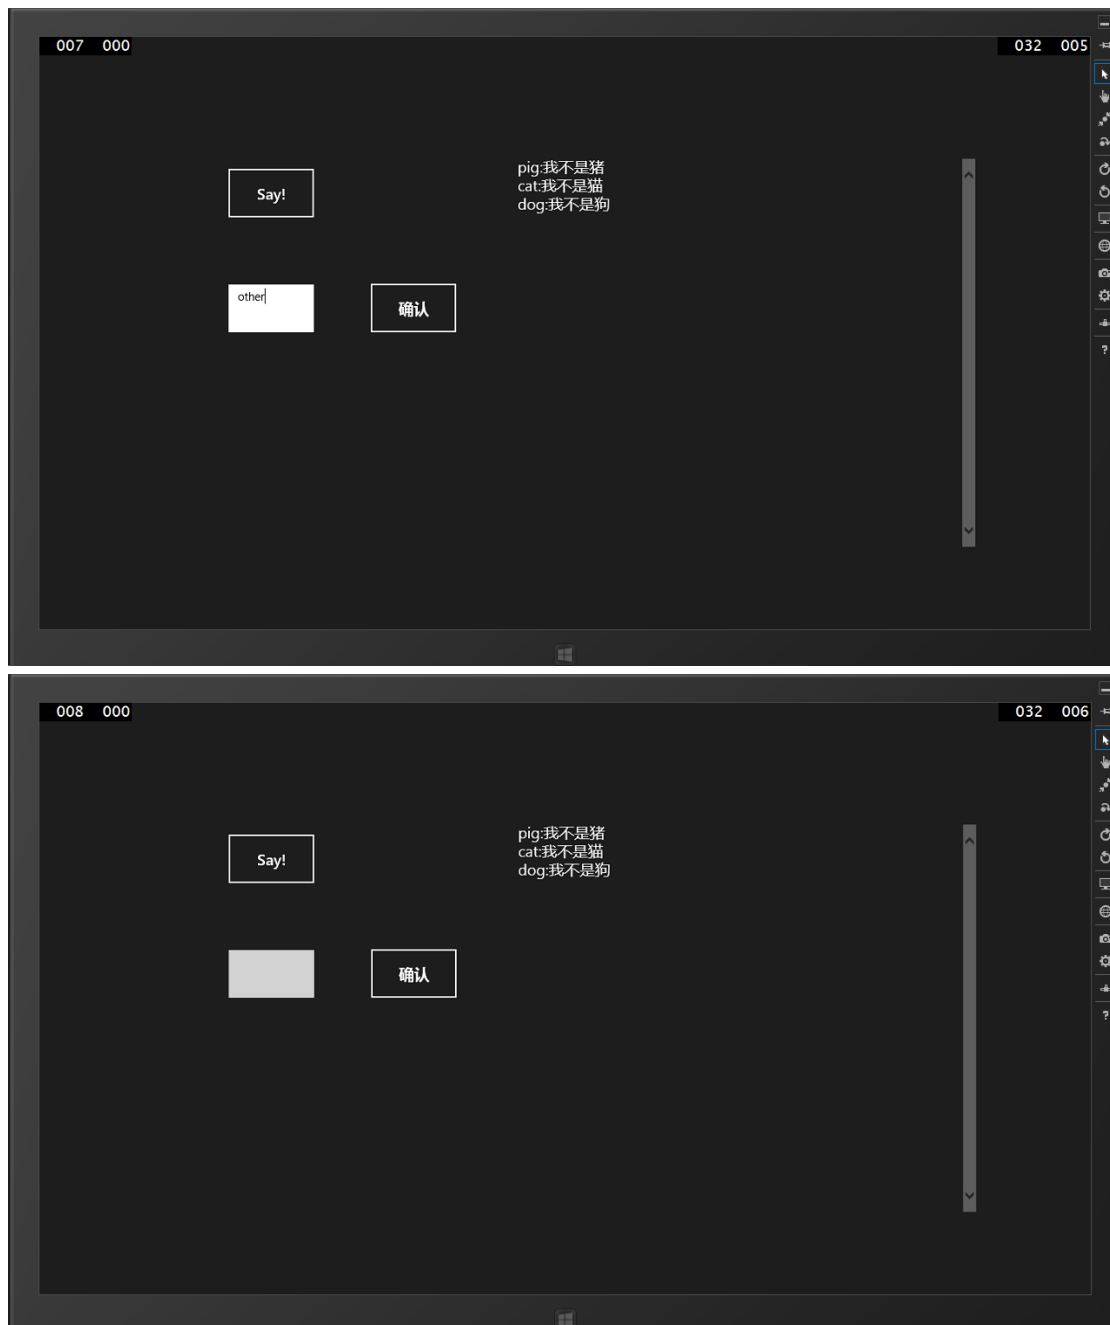 007 000
032 005
Say!
pig:我不是猪
cat:我不是猫
dog:我不是狗
other
确认
008 000
032 006
Say!
pig:我不是猪
cat:我不是猫
dog:我不是狗
确认